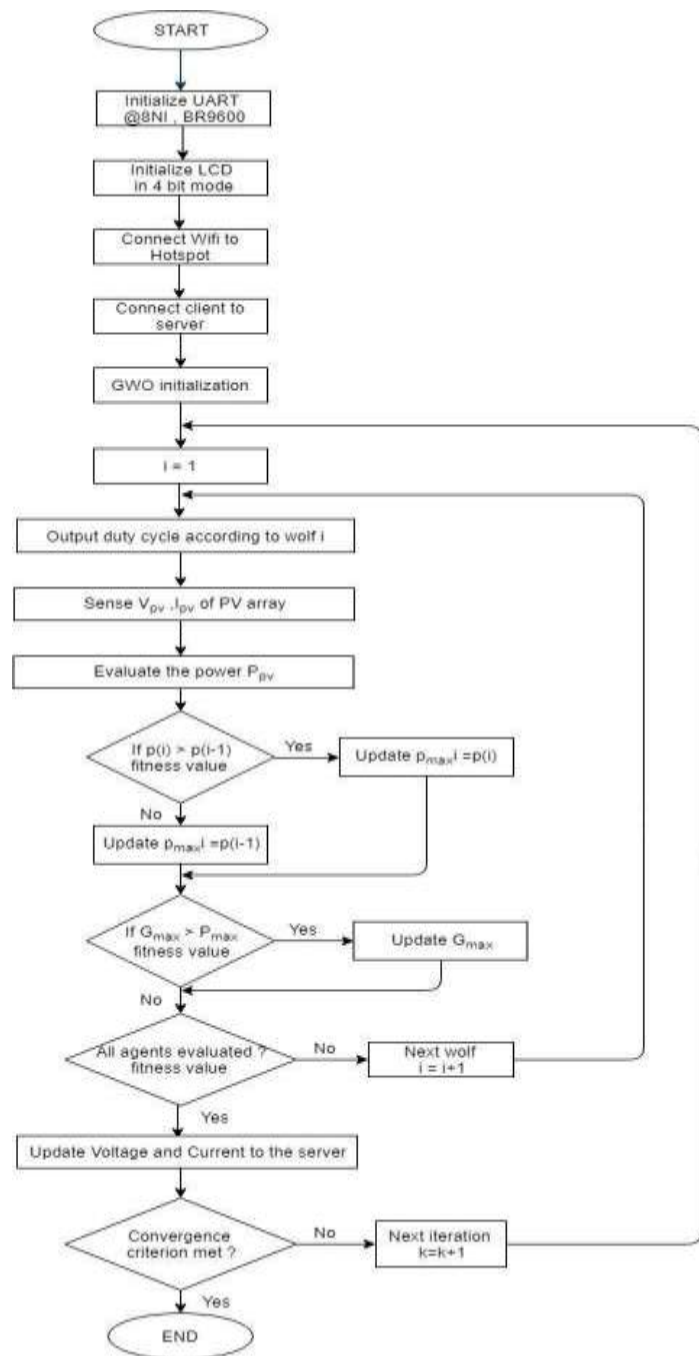 START
Initialize UART
@8NI , BR9600
Initialize LCD
in 4 bit mode
Connect Wifi to
Hotspot
Connect client to
server
GWO initialization
i = 1
Output duty cycle according to wolf i
Sense Vpv ,Ipv of PV array
Evaluate the power Ppv
If p(i) > p(i-1)
fitness value
Yes
Update pmaxi =p(i)
No
Update pmaxi =p(i-1)
If Gmax > Pmax
fitness value
Yes
Update Gmax
No
All agents evaluated ?
fitness value
No
Next wolf
i = i+1
Yes
Update Voltage and Current to the server
Convergence
criterion met ?
No
Next iteration
k=k+1
Yes
END